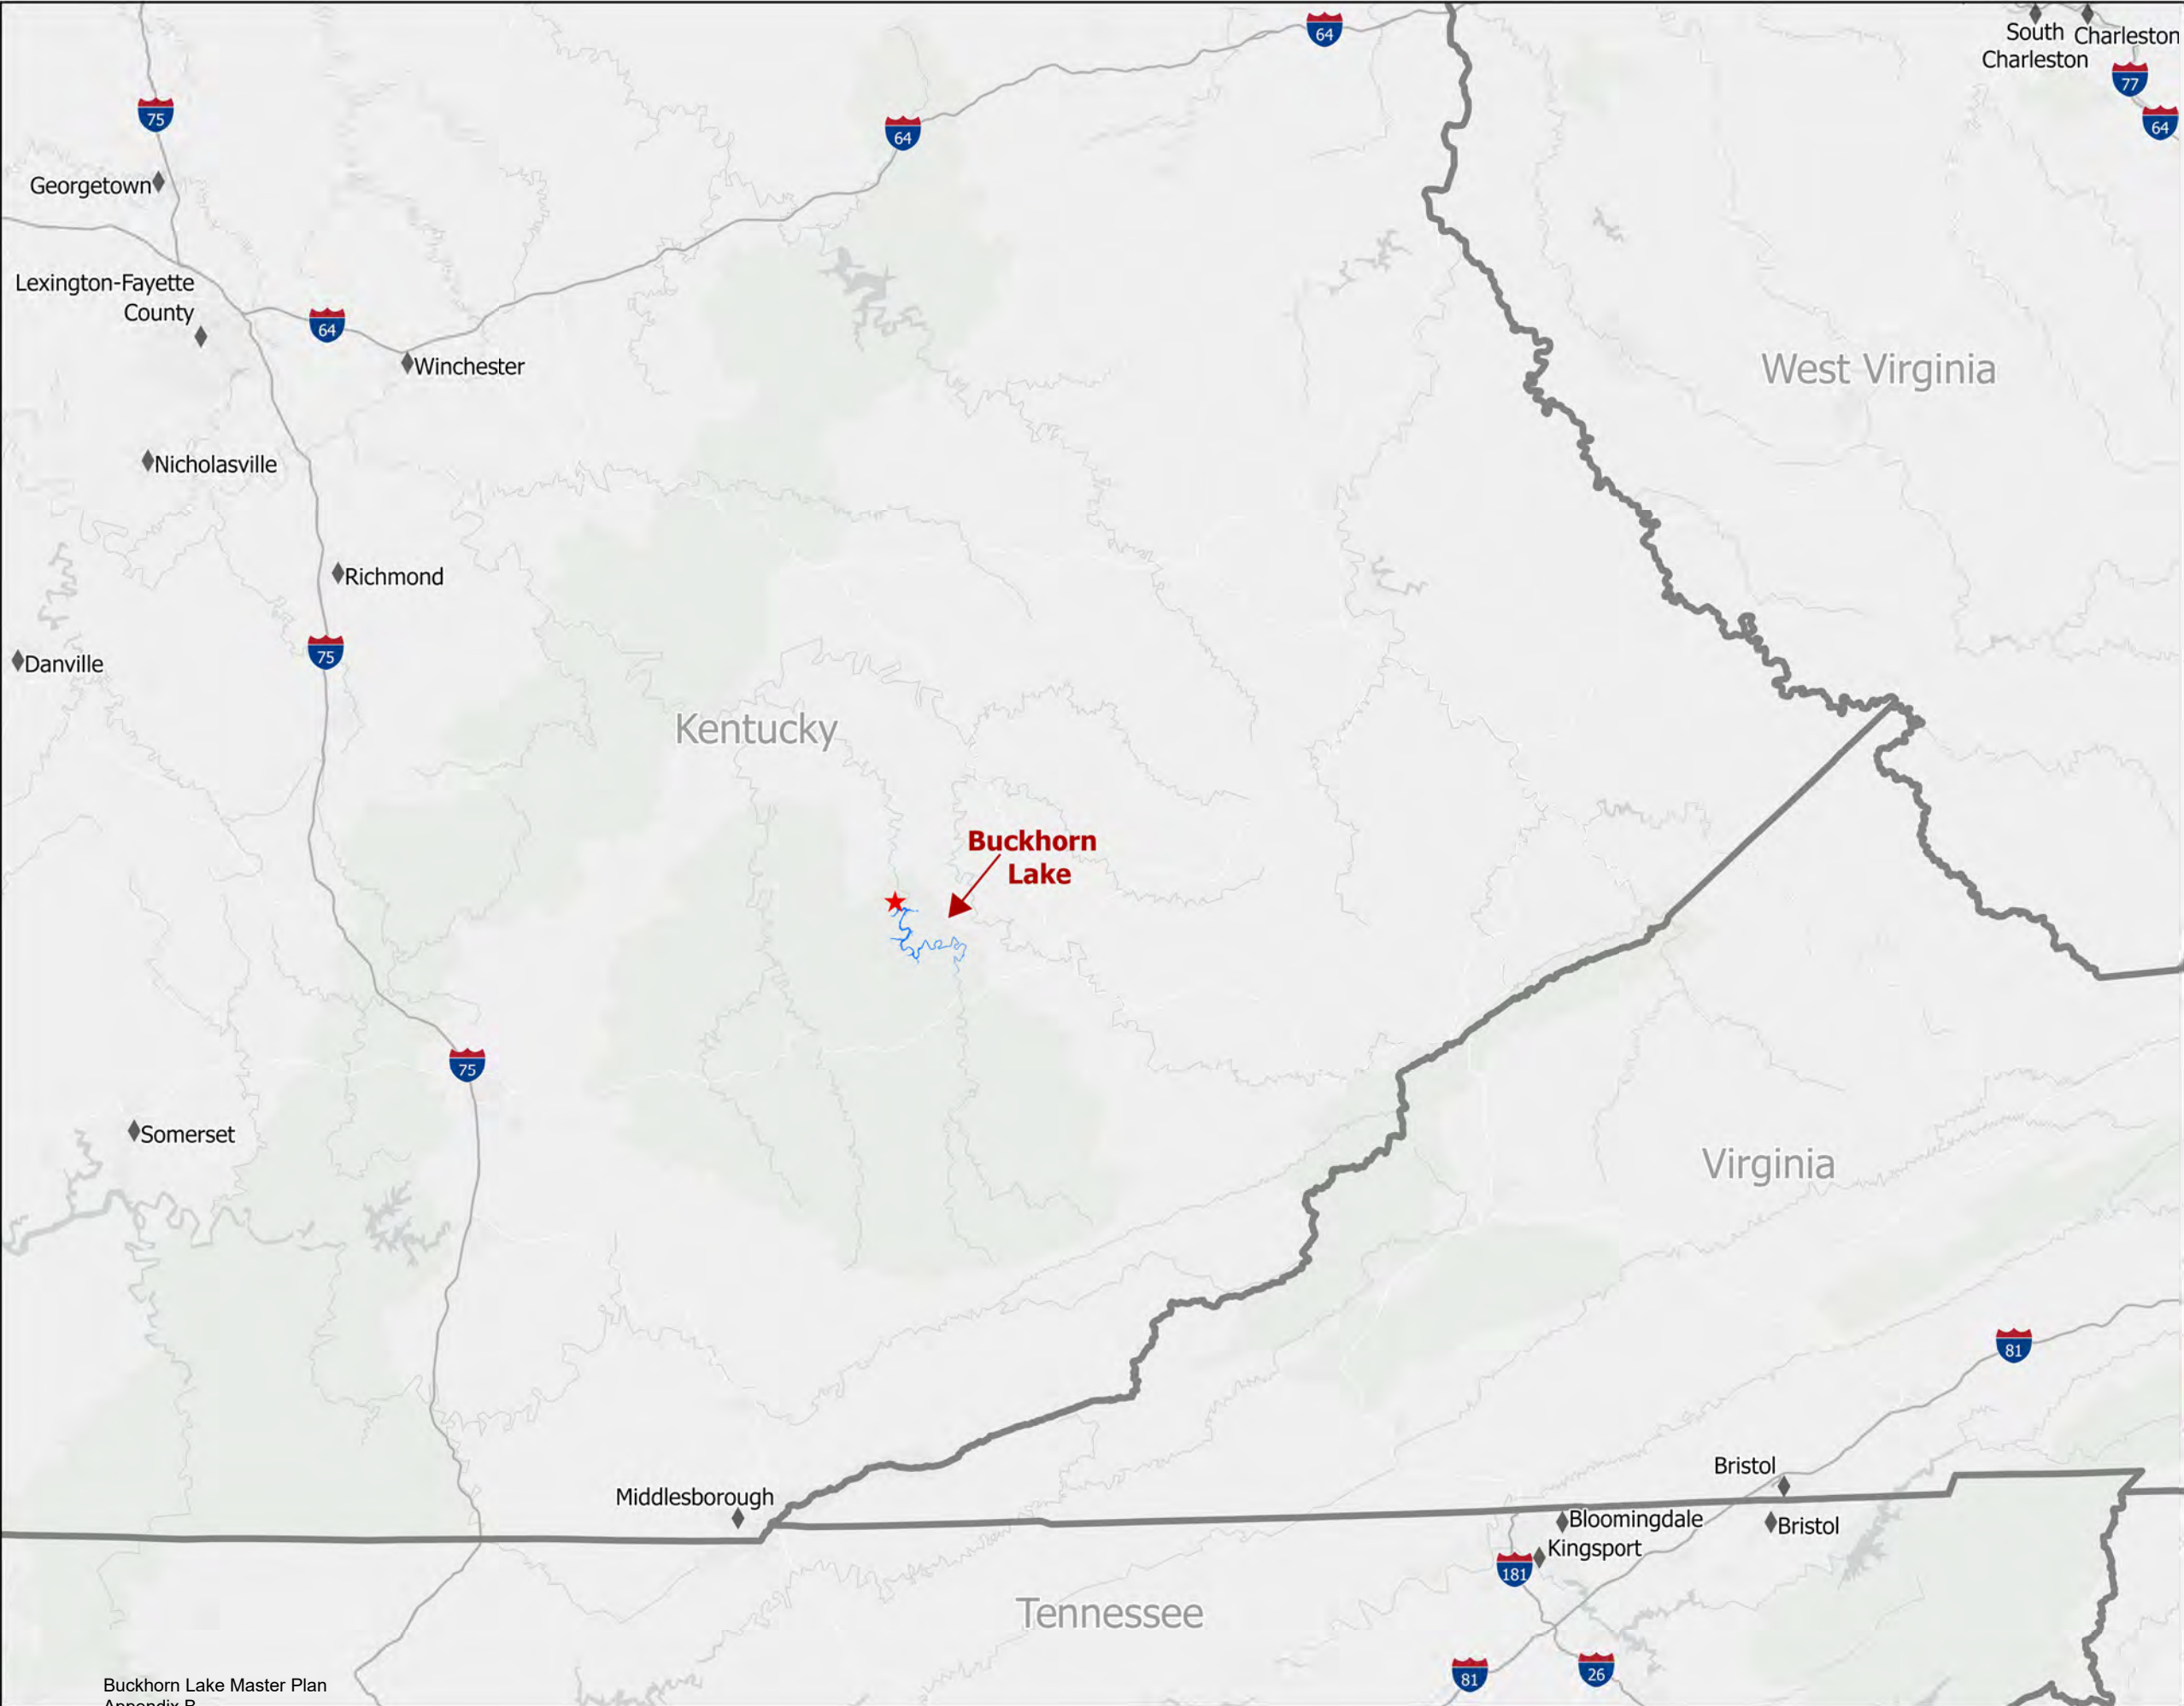 64
South Charleston
Charleston
77
75
64
64
Georgetown
Lexington-Fayette
County
64
Winchester
West Virginia
Nicholasville
Richmond
75
Danville
Kentucky
Buckhorn
Lake
75
Somerset
Virginia
81
Bristol
Middlesborough
Bloomingdale
Bristol
Kingsport
181
Tennessee
81
26
Buckhorn Lake Master Plan
Appendix B